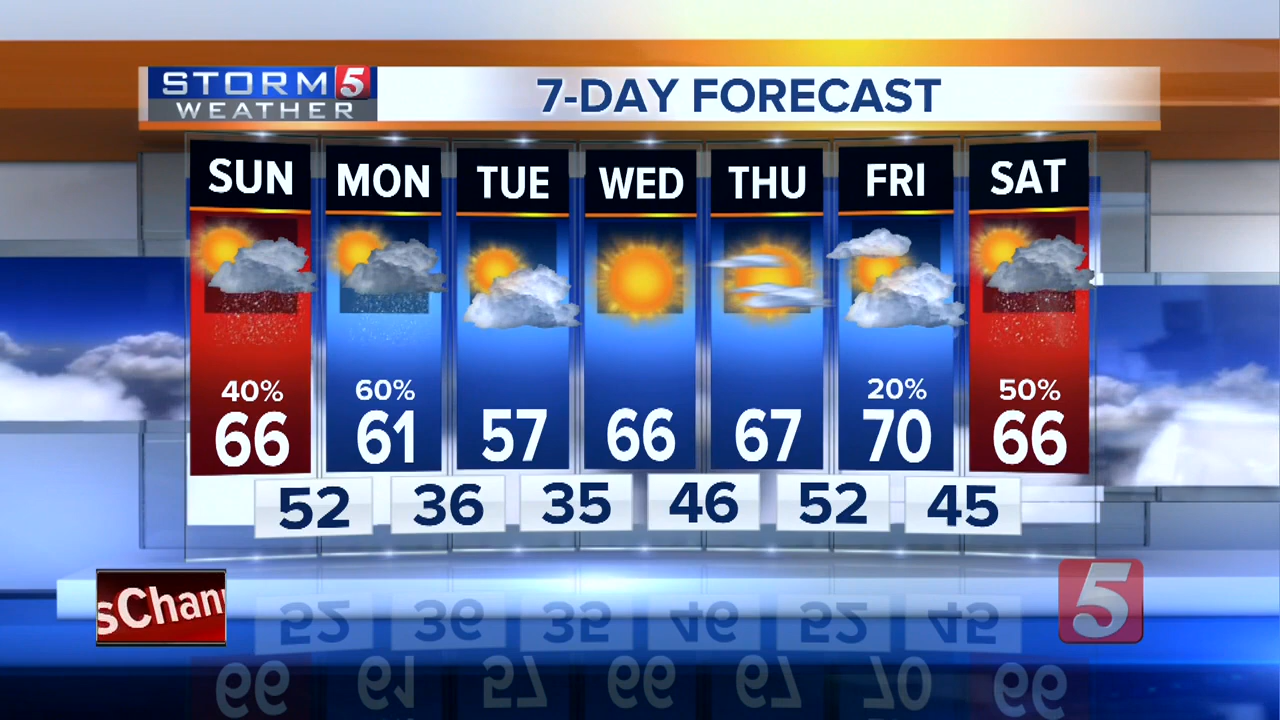 STORM 5
WEATHER
7-DAY FORECAST
SUN MON TUE WED THU FRI SAT
40% 60% 20% 50%
66 61 57 66 67 70 66
52 36 35 46 52 45
sChan
5